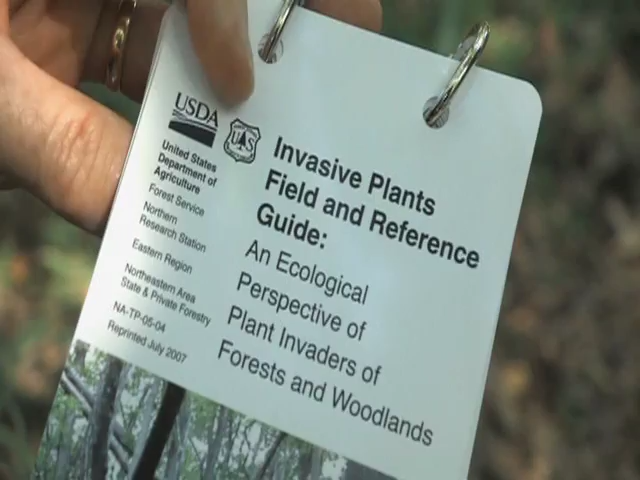 USDA
United States
Department of
Agriculture
Forest Service
Northern
Research Station
Eastern Region
Northeastern Area
State & Private Forestry
NA-TP-05-04
Reprinted July 2007
U S
Invasive Plants
Field and Reference
Guide:
An Ecological
Perspective of
Plant Invaders of
Forests and Woodlands